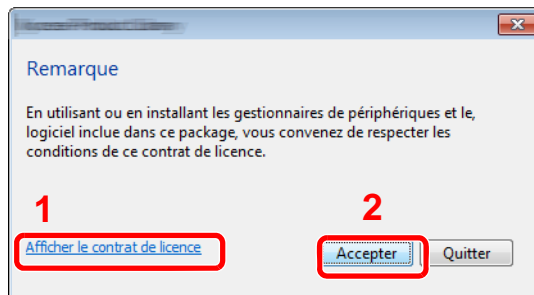 Remarque
En utilisant ou en installant les gestionnaires de périphériques et le,
logiciel inclue dans ce package, vous convenez de respecter les
conditions de ce contrat de licence.
1
2
Afficher le contrat de licence
Accepter
Quitter